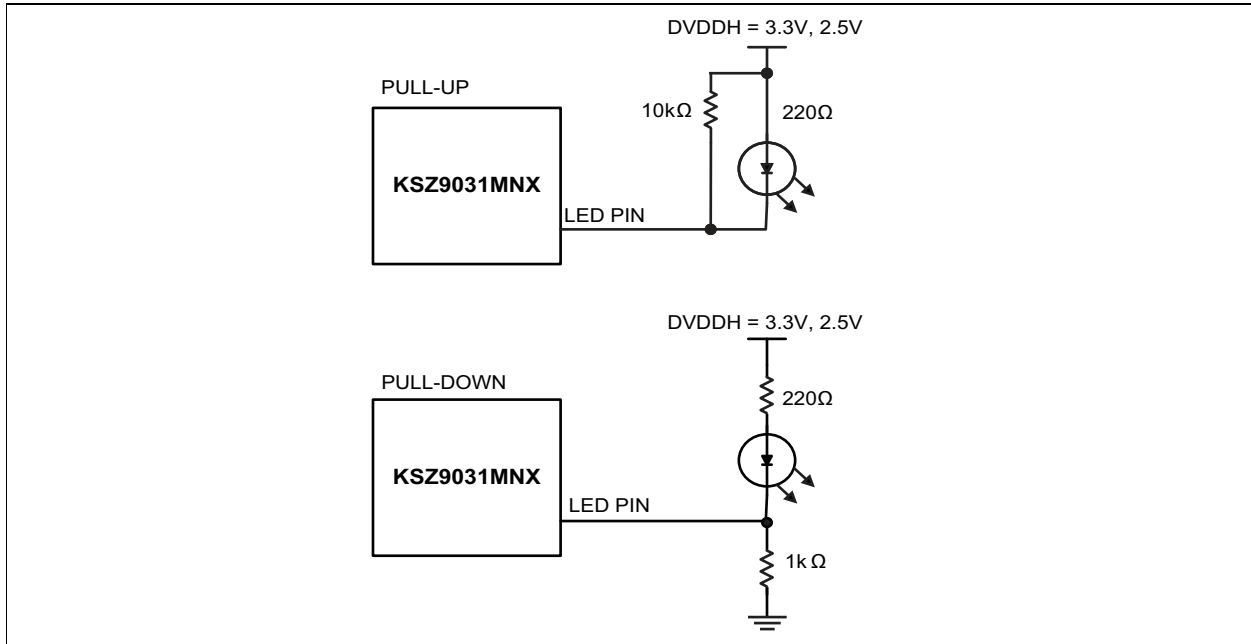 DVDDH = 3.3V, 2.5V
PULL-UP
10kΩ
220Ω
KSZ9031MNX
LED PIN
DVDDH = 3.3V, 2.5V
PULL-DOWN
220Ω
KSZ9031MNX
LED PIN
1k Ω